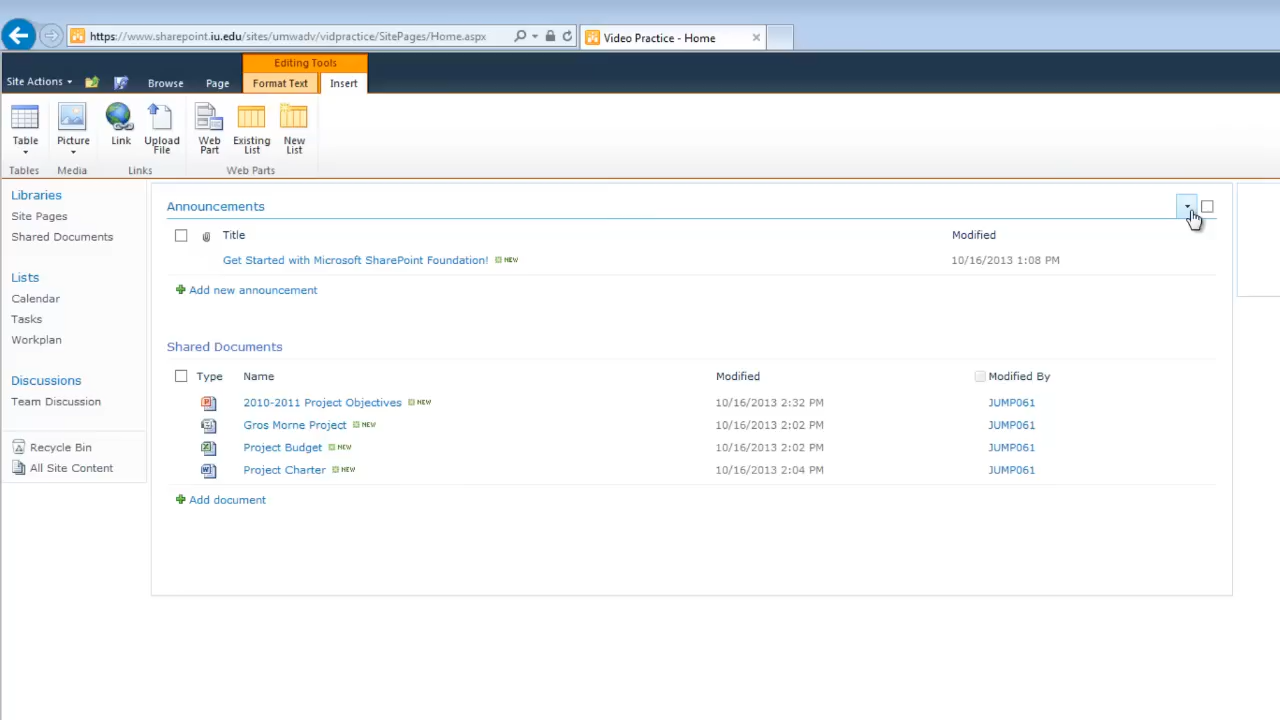 https://www.sharepoint.iu.edu/sites/umwadv/vidpractice/SitePages/Home.aspx
Video Practice - Home
Editing Tools
Site Actions
Browse
Page
Format Text
Insert
Table
Picture
Link
Upload File
Web Part
Existing List
New List
Tables
Media
Links
Web Parts
Libraries
Site Pages
Shared Documents
Lists
Calendar
Tasks
Workplan
Discussions
Team Discussion
Recycle Bin
All Site Content
Announcements
Title Modified
Get Started with Microsoft SharePoint Foundation! NEW 10/16/2013 1:08 PM
Add new announcement
Shared Documents
Type Name Modified Modified By
2010-2011 Project Objectives NEW 10/16/2013 2:32 PM JUMP061
Gros Morne Project NEW 10/16/2013 2:02 PM JUMP061
Project Budget NEW 10/16/2013 2:02 PM JUMP061
Project Charter NEW 10/16/2013 2:04 PM JUMP061
Add document